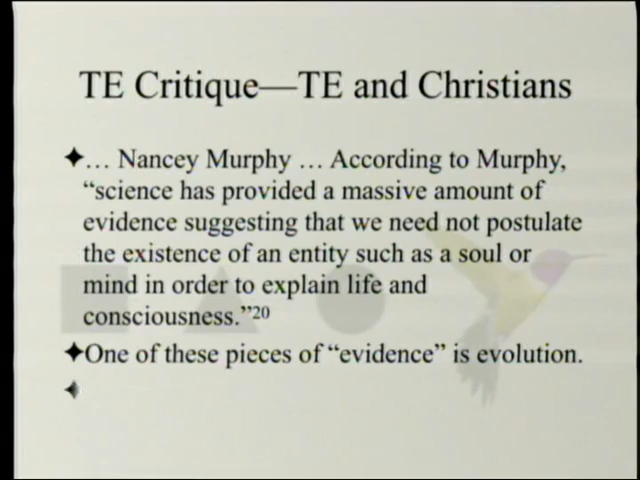 TE Critique—TE and Christians
✦… Nancey Murphy … According to Murphy,
“science has provided a massive amount of
evidence suggesting that we need not postulate
the existence of an entity such as a soul or
mind in order to explain life and
consciousness.”20
✦One of these pieces of “evidence” is evolution.